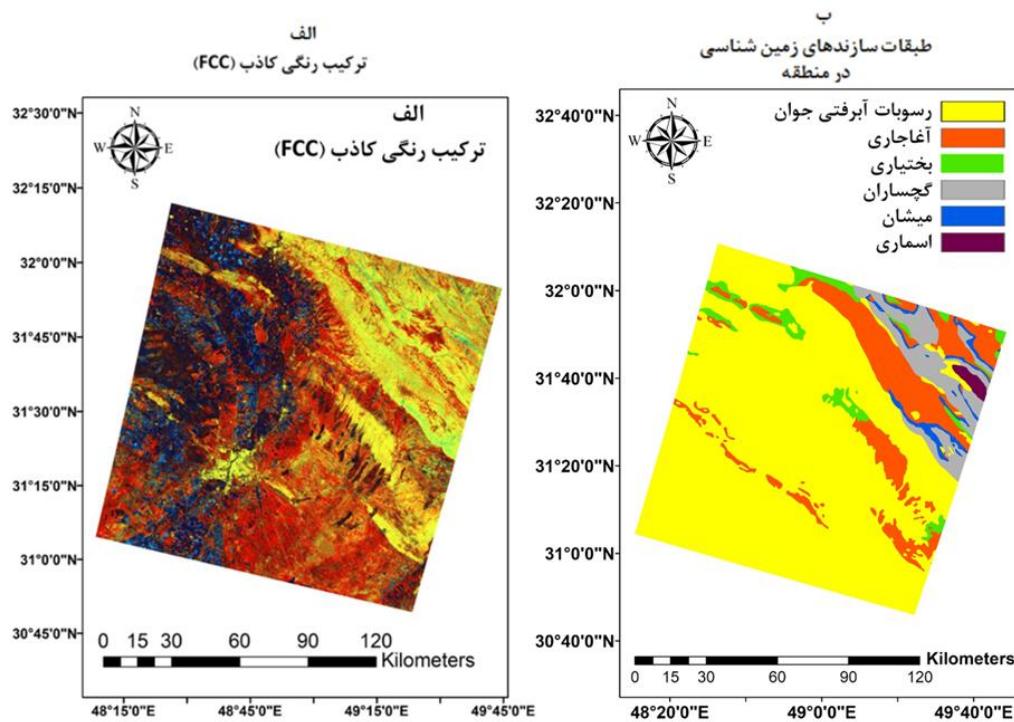 الف
ترکیب رنگی کاذب (FCC)
الف
ترکیب رنگی کاذب (FCC)
N
W E
S
32°30'0"N
32°15'0"N
32°0'0"N
31°45'0"N
31°30'0"N
31°15'0"N
31°0'0"N
30°45'0"N
0 15 30 60 90 120
Kilometers
48°15'0"E 48°45'0"E 49°15'0"E 49°45'0"E
ب
طبقات سازندهای زمین شناسی
در منطقه
رسوبات آبرفتی جوان
آغاجاری
بختیاری
گچساران
میشان
اسماری
N
W E
S
32°40'0"N
32°20'0"N
32°0'0"N
31°40'0"N
31°20'0"N
31°0'0"N
30°40'0"N
Kilometers
0 15 30 60 90 120
48°20'0"E 49°0'0"E 49°40'0"E